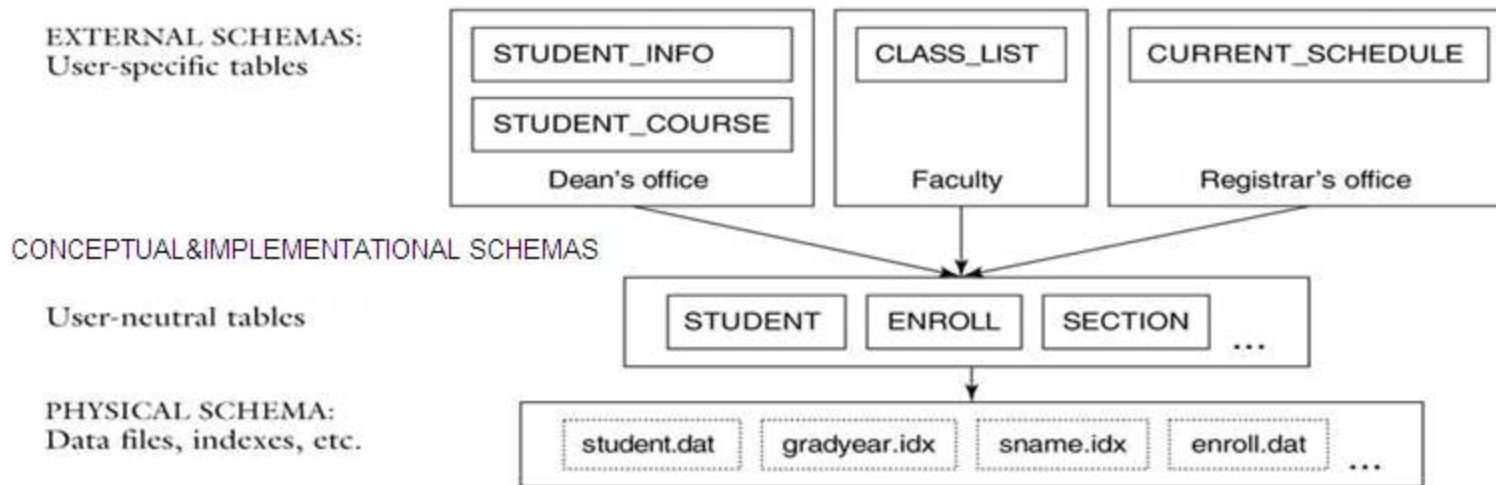 EXTERNAL SCHEMAS:
User-specific tables
STUDENT_INFO
STUDENT_COURSE
Dean's office
CLASS_LIST
Faculty
CURRENT_SCHEDULE
Registrar's office
CONCEPTUAL&IMPLEMENTATIONAL SCHEMAS
User-neutral tables
STUDENT
ENROLL
SECTION
...
PHYSICAL SCHEMA:
Data files, indexes, etc.
student.dat
gradyear.idx
sname.idx
enroll.dat
...